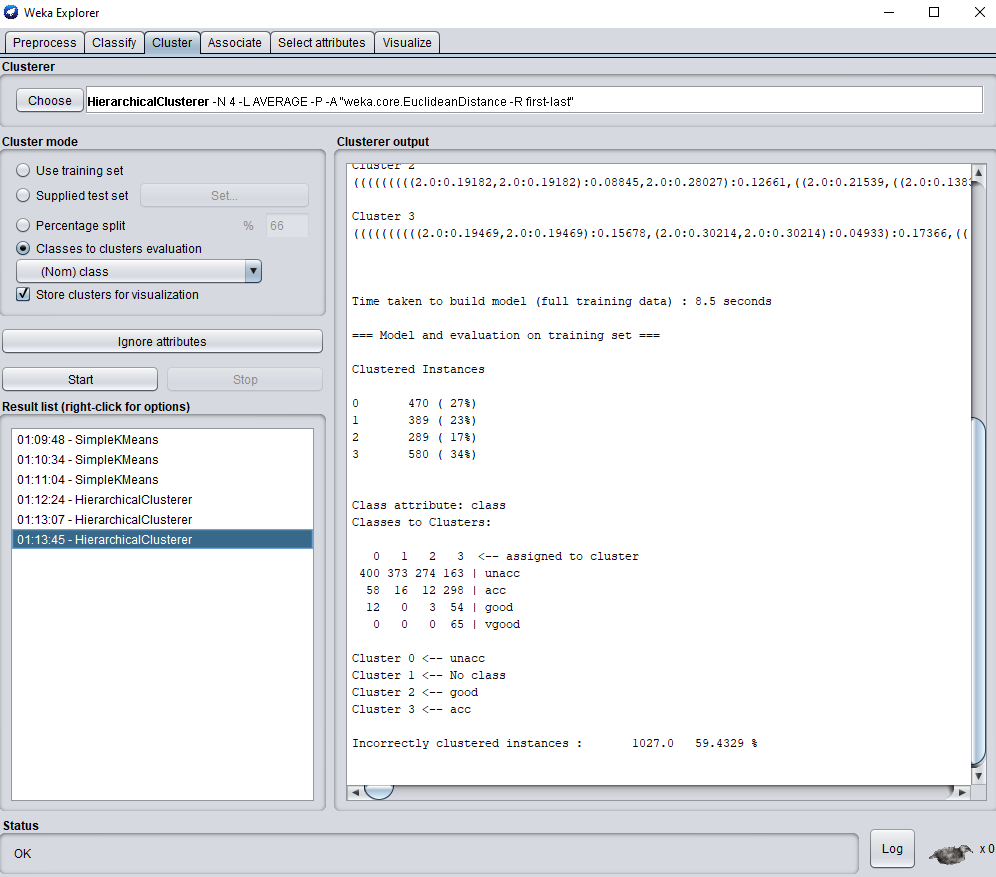 Weka Explorer
Preprocess Classify Cluster Associate Select attributes Visualize
Clusterer
Choose HierarchicalClusterer -N 4 -L AVERAGE -P -A "weka.core.EuclideanDistance -R first-last"
Cluster mode
Use training set
Supplied test set Set...
Percentage split % 66
Classes to clusters evaluation
(Nom) class
Store clusters for visualization
Ignore attributes
Start Stop
Result list (right-click for options)
01:09:48 - SimpleKMeans
01:10:34 - SimpleKMeans
01:11:04 - SimpleKMeans
01:12:24 - HierarchicalClusterer
01:13:07 - HierarchicalClusterer
01:13:45 - HierarchicalClusterer
Clusterer output
Cluster 2
(((((((((2.0:0.19182,2.0:0.19182):0.08845,2.0:0.28027):0.12661,((2.0:0.21539,((2.0:0.138
Cluster 3
((((((((((2.0:0.19469,2.0:0.19469):0.15678,(2.0:0.30214,2.0:0.30214):0.04933):0.17366,((
Time taken to build model (full training data) : 8.5 seconds
=== Model and evaluation on training set ===
Clustered Instances
0 470 ( 27%)
1 389 ( 23%)
2 289 ( 17%)
3 580 ( 34%)
Class attribute: class
Classes to Clusters:
0 1 2 3 <-- assigned to cluster
400 373 274 163 | unacc
58 16 12 298 | acc
12 0 3 54 | good
0 0 0 65 | vgood
Cluster 0 <-- unacc
Cluster 1 <-- No class
Cluster 2 <-- good
Cluster 3 <-- acc
Incorrectly clustered instances : 1027.0 59.4329 %
Status
OK
Log
x 0